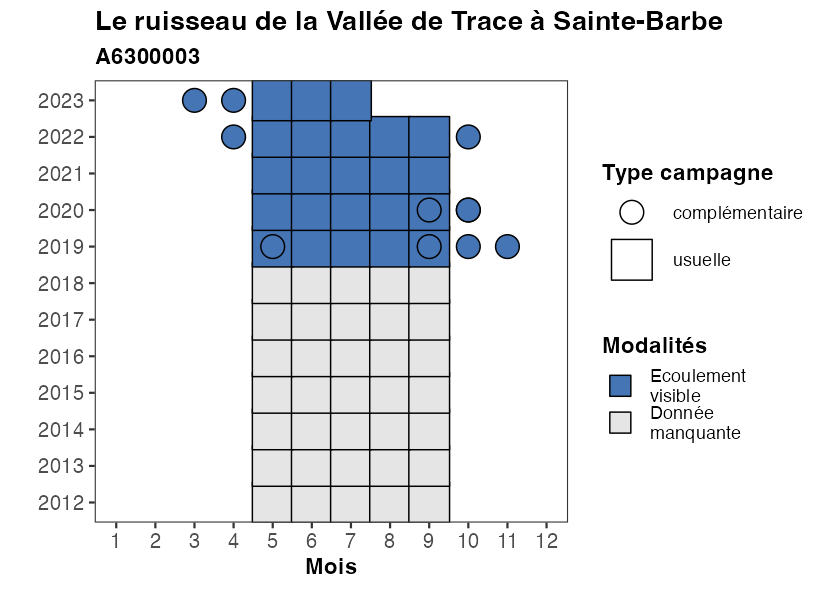 Le ruisseau de la Vallée de Trace à Sainte-Barbe
A6300003
2023
2022
2021
2020
2019
2018
2017
2016
2015
2014
2013
2012
1 2 3 4 5 6 7 8 9 10 11 12
Mois
Type campagne
complémentaire
usuelle
Modalités
Ecoulement
visible
Donnée
manquante